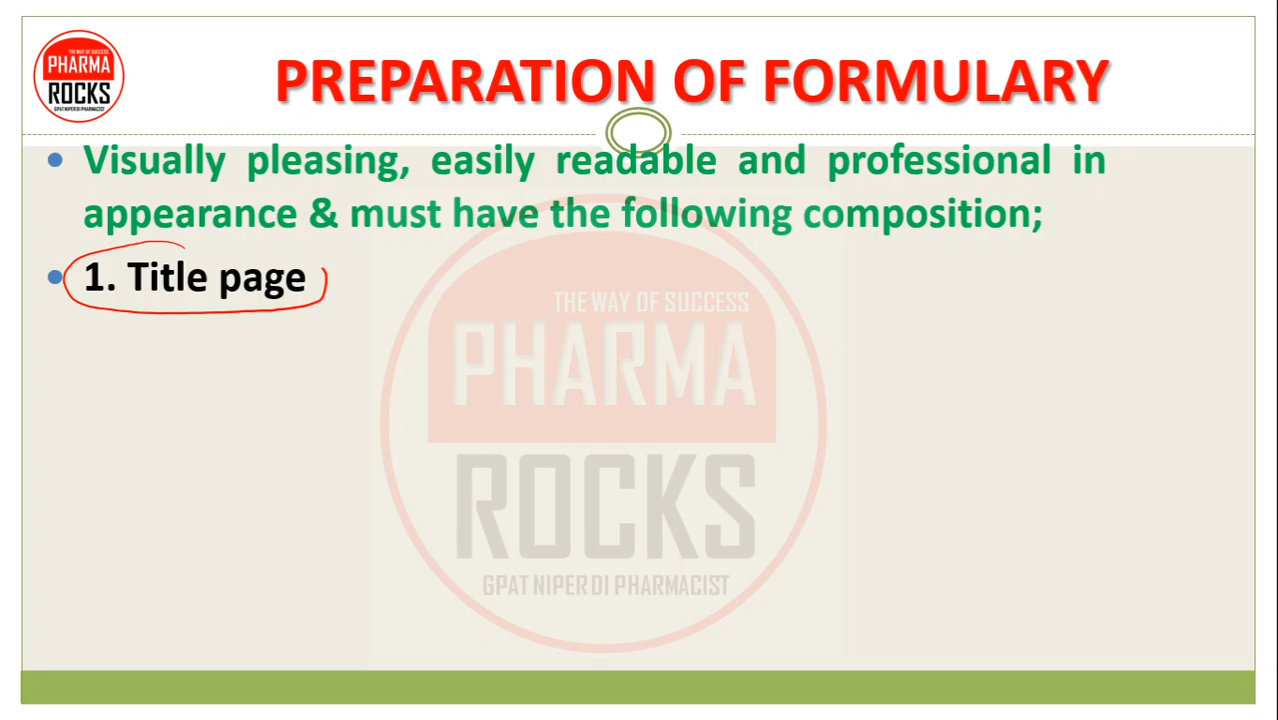 THE WAY OF SUCCESS
PHARMA
ROCKS
GPAT NIPER DI PHARMACIST
PREPARATION OF FORMULARY
• Visually pleasing, easily readable and professional in
appearance & must have the following composition;
• 1. Title page
THE WAY OF SUCCESS
PHARMA
ROCKS
GPAT NIPER DI PHARMACIST